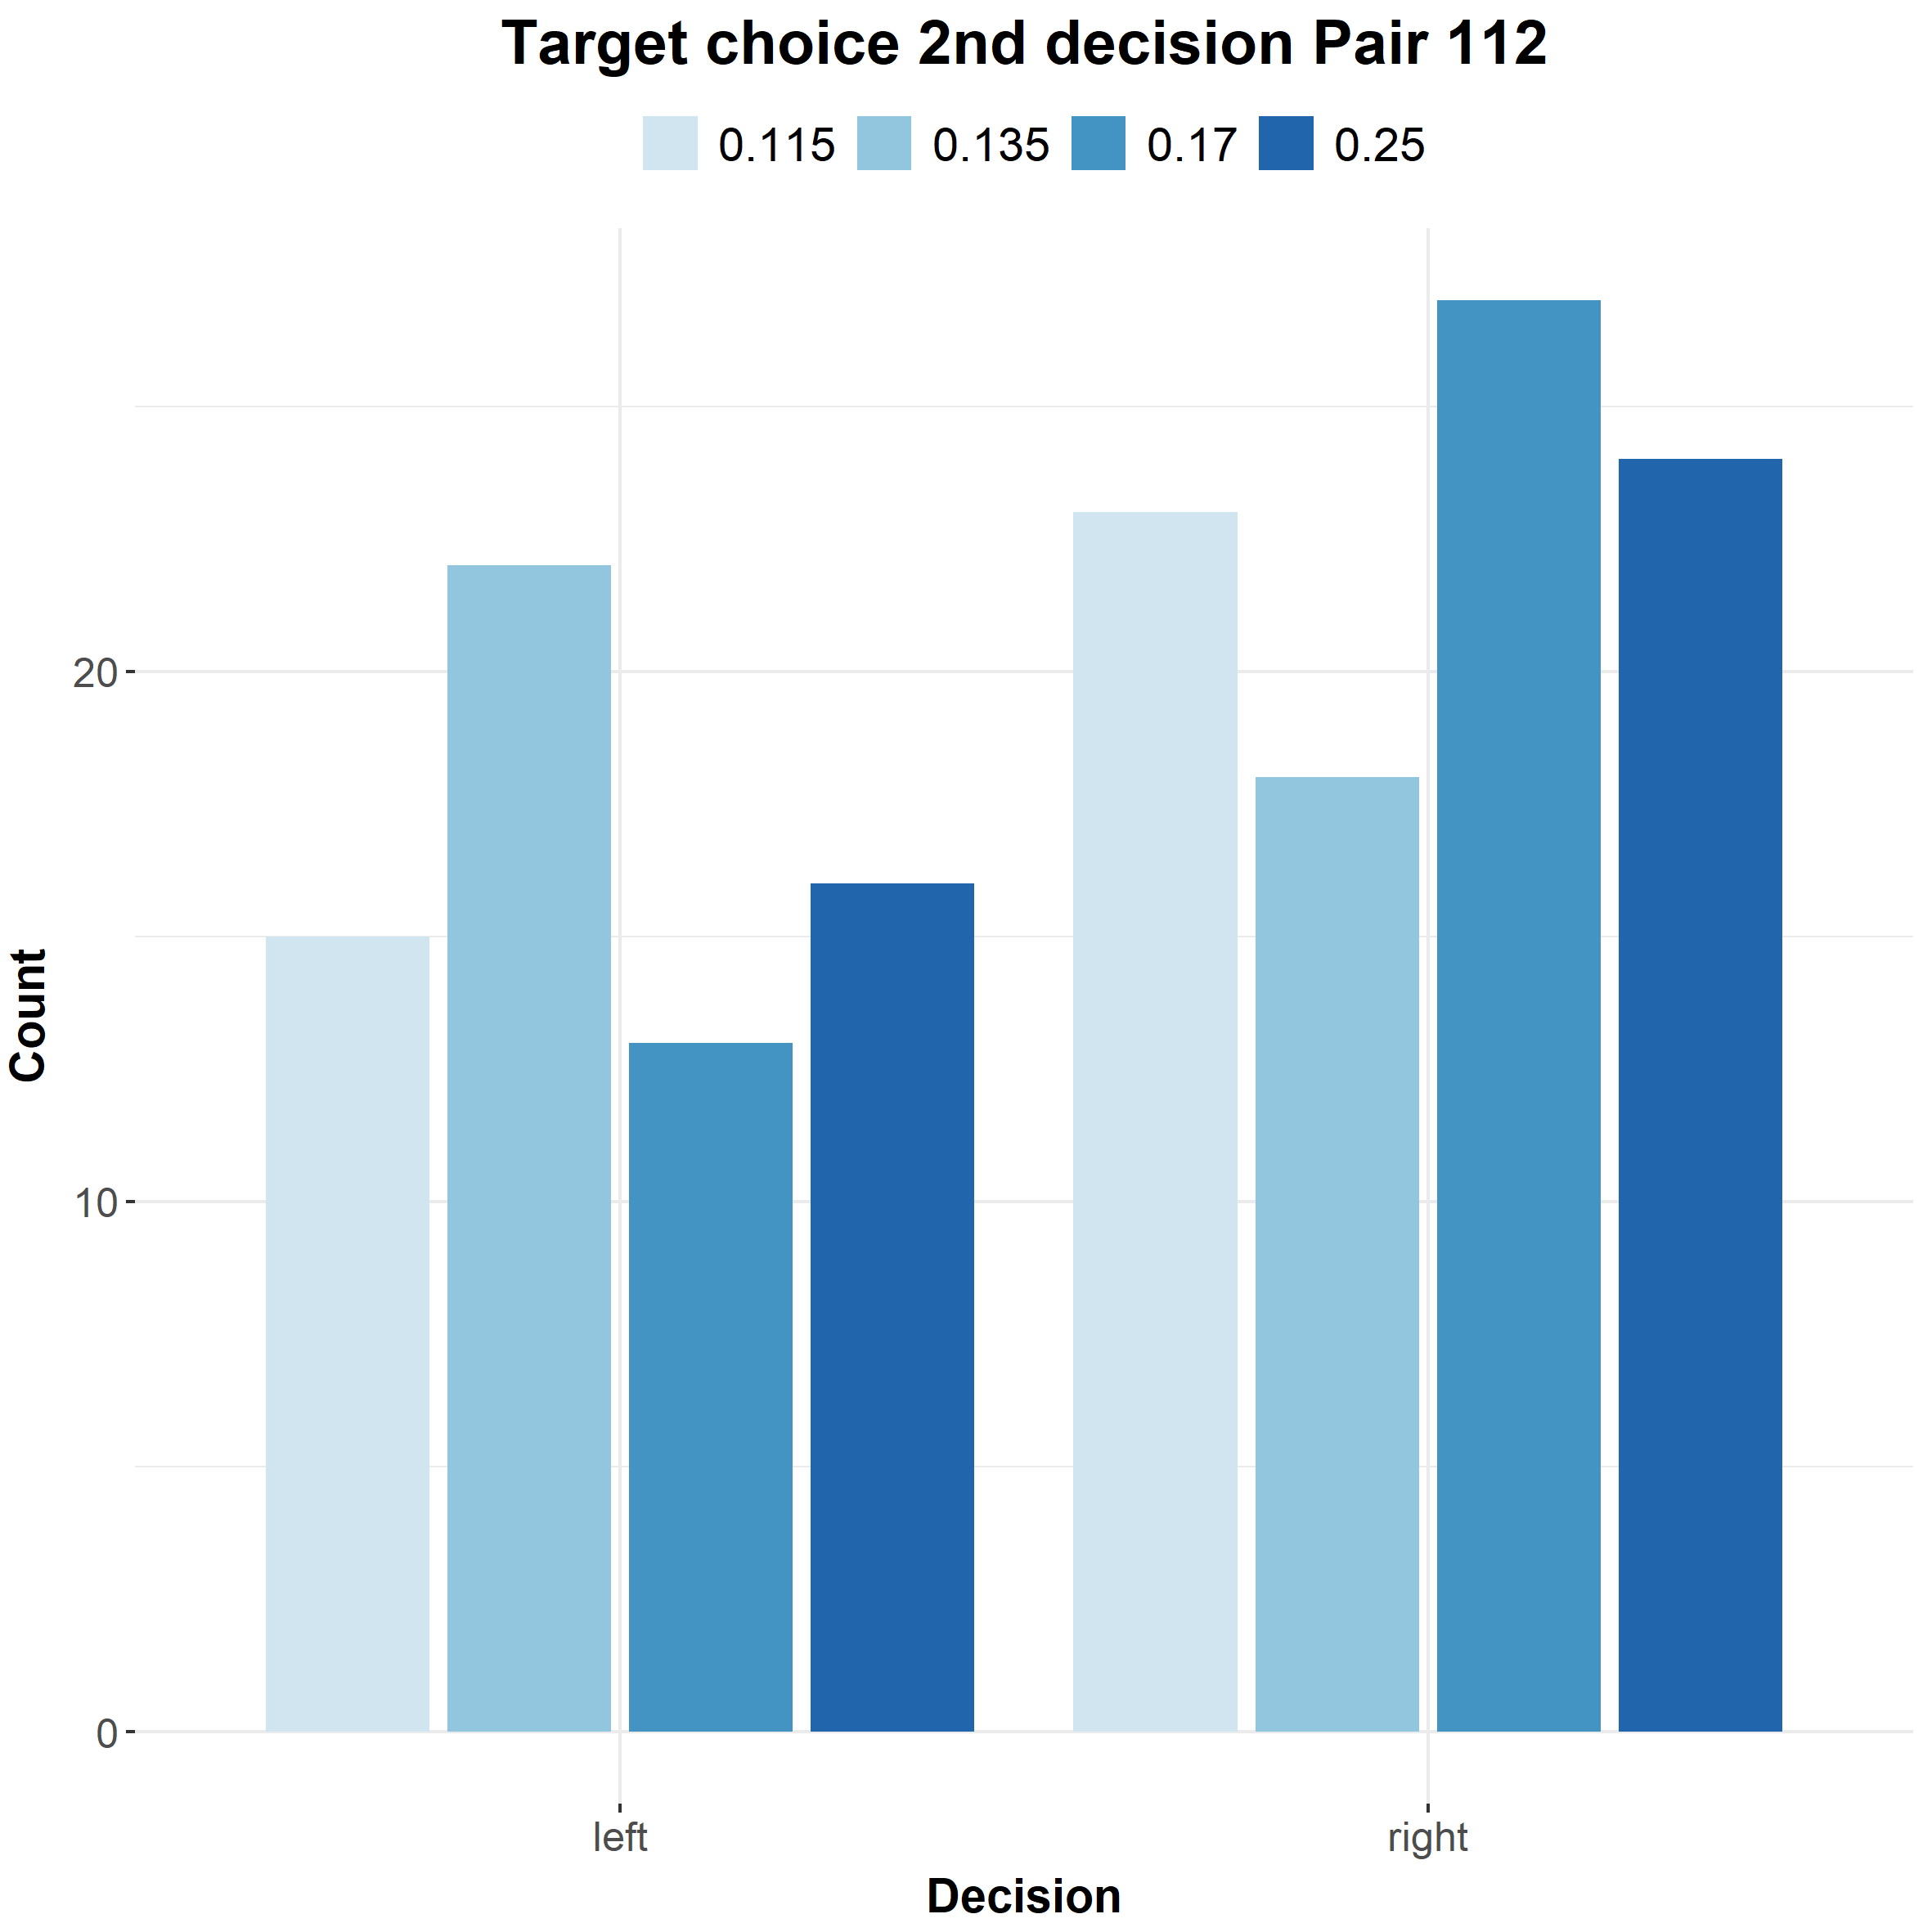 Target choice 2nd decision Pair 112
0.115 0.135 0.17 0.25
20
10
0
Count
left right
Decision